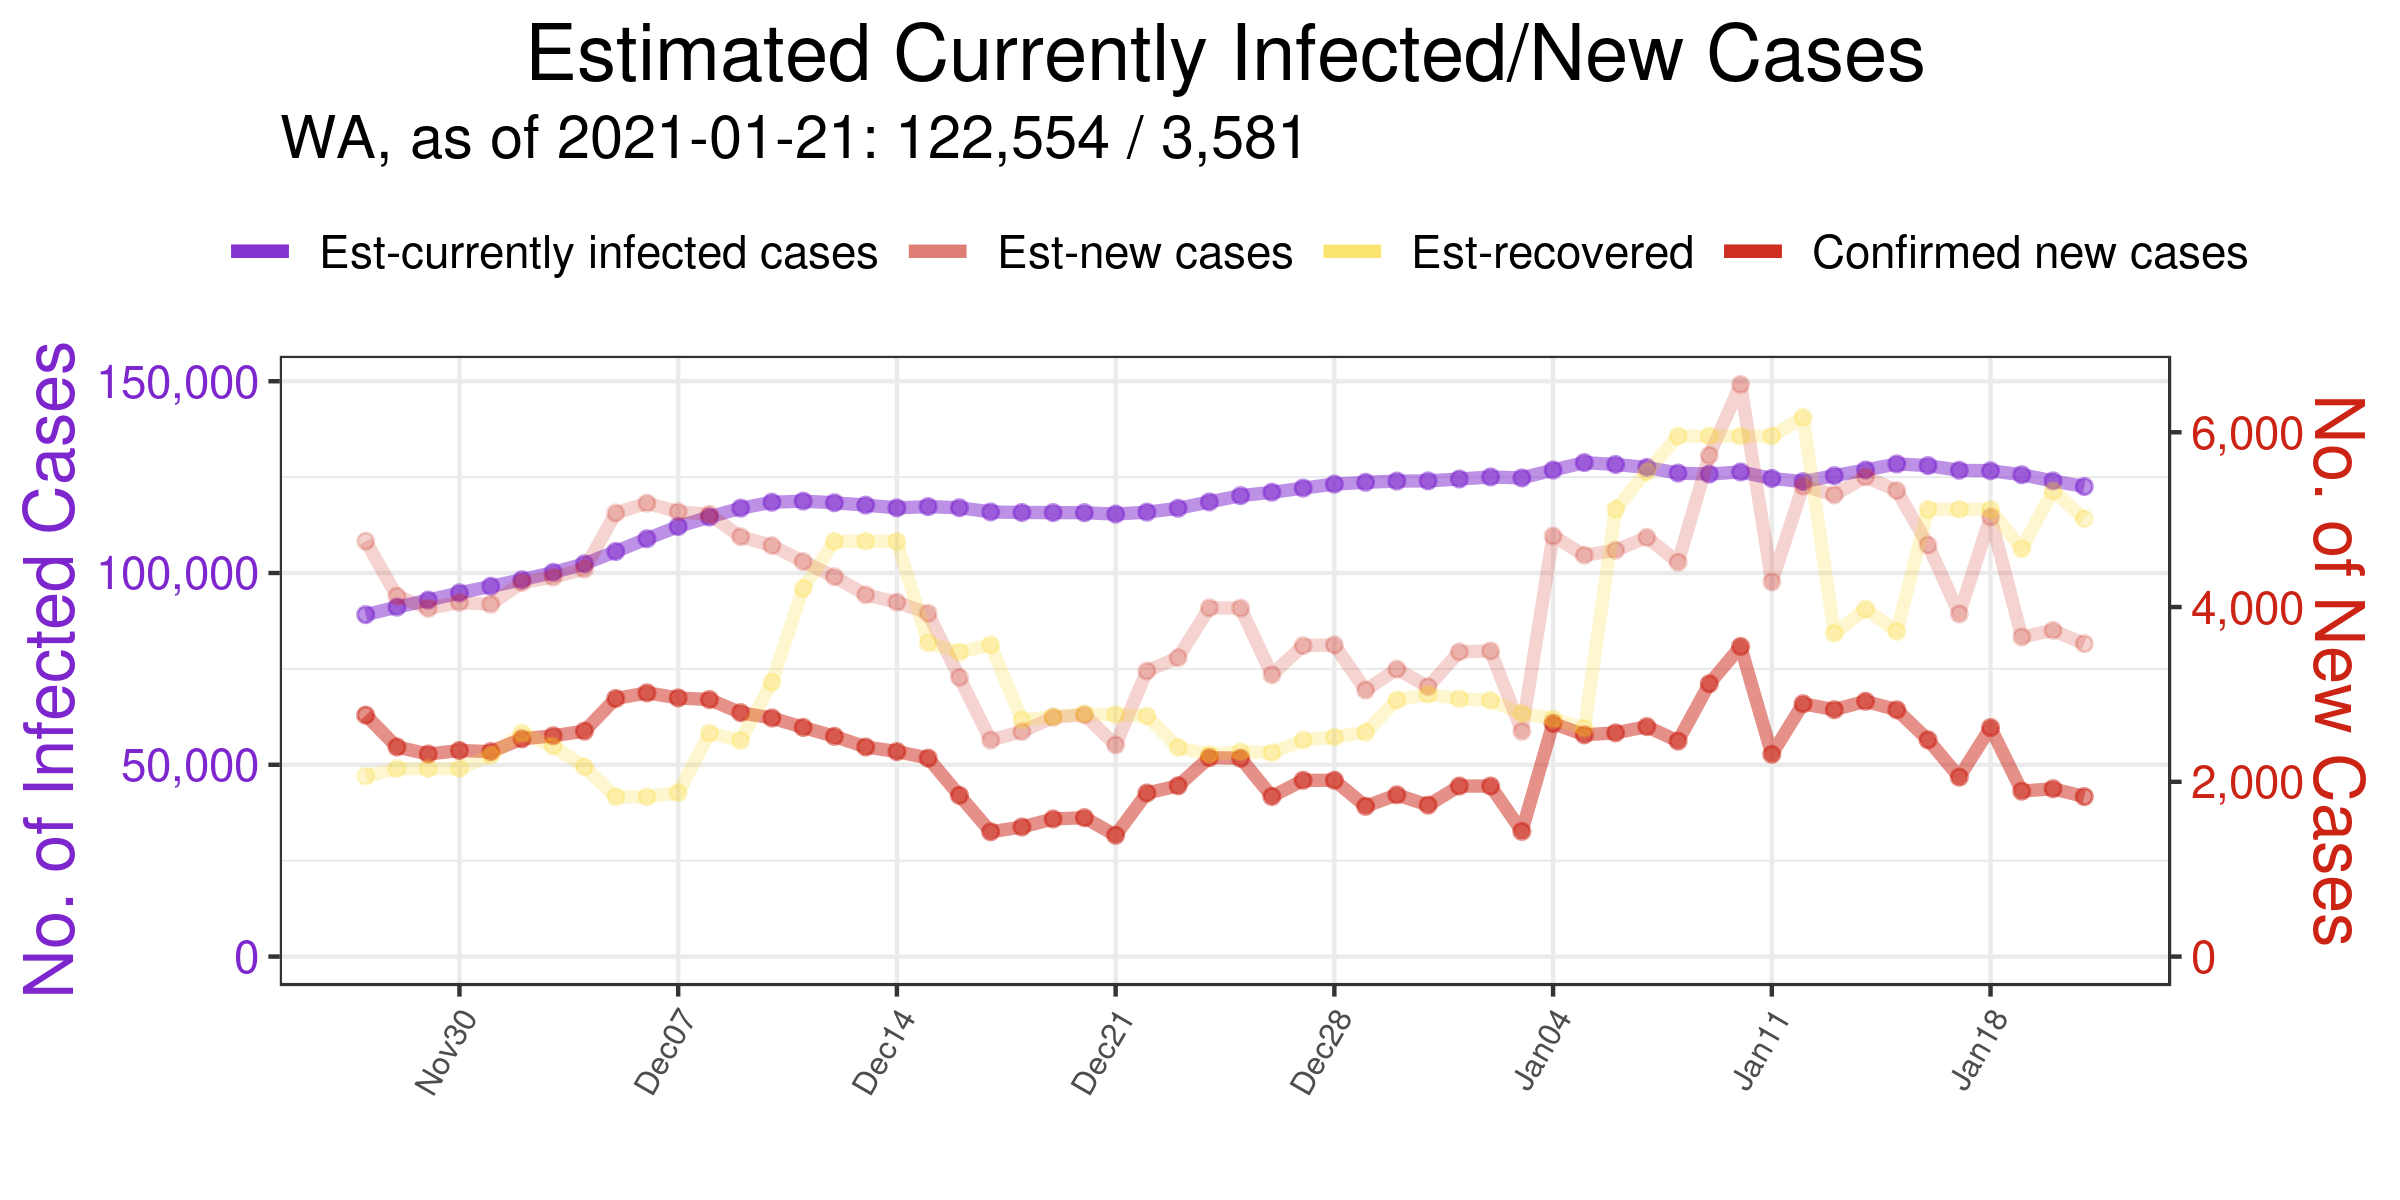 Estimated Currently Infected/New Cases
WA, as of 2021-01-21: 122,554 / 3,581
Est-currently infected cases Est-new cases Est-recovered Confirmed new cases
No. of Infected Cases
150,000
100,000
50,000
0
6,000
4,000
2,000
0
No. of New Cases
Nov30 Dec07 Dec14 Dec21 Dec28 Jan04 Jan11 Jan18